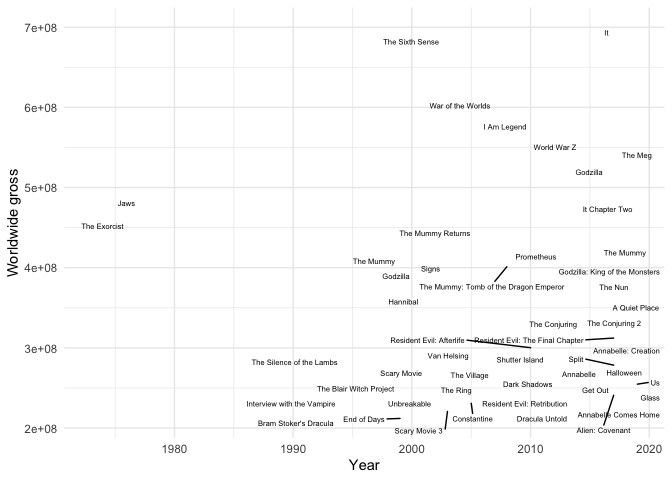 7e+08
It
The Sixth Sense
6e+08
War of the Worlds
I Am Legend
World War Z
The Meg
Godzilla
5e+08
Jaws
It Chapter Two
The Exorcist
The Mummy Returns
Worldwide gross
The Mummy
Prometheus
The Mummy
4e+08
Signs
Godzilla
Godzilla: King of the Monsters
The Mummy: Tomb of the Dragon Emperor
The Nun
Hannibal
A Quiet Place
The Conjuring
The Conjuring 2
Resident Evil: Afterife
Resident Evil: The Final Chapter
3e+08
Annabelle: Creation
Van Helsing
The Silence of the Lambs
Shutter Island
Split
Scary Movie
The Village
Annabelle
Halloween
Dark Shadows
Us
The Blair Witch Project
The Ring
Get Out
Glass
Interview with the Vampire
Unbreakable
Resident Evil: Retribution
Annabelle Comes Home
End of Days
Constantine
Dracula Untold
Bram Stoker's Dracula
2e+08
Scary Movie 3
Alien: Covenant
1980
1990
2000
2010
2020
Year